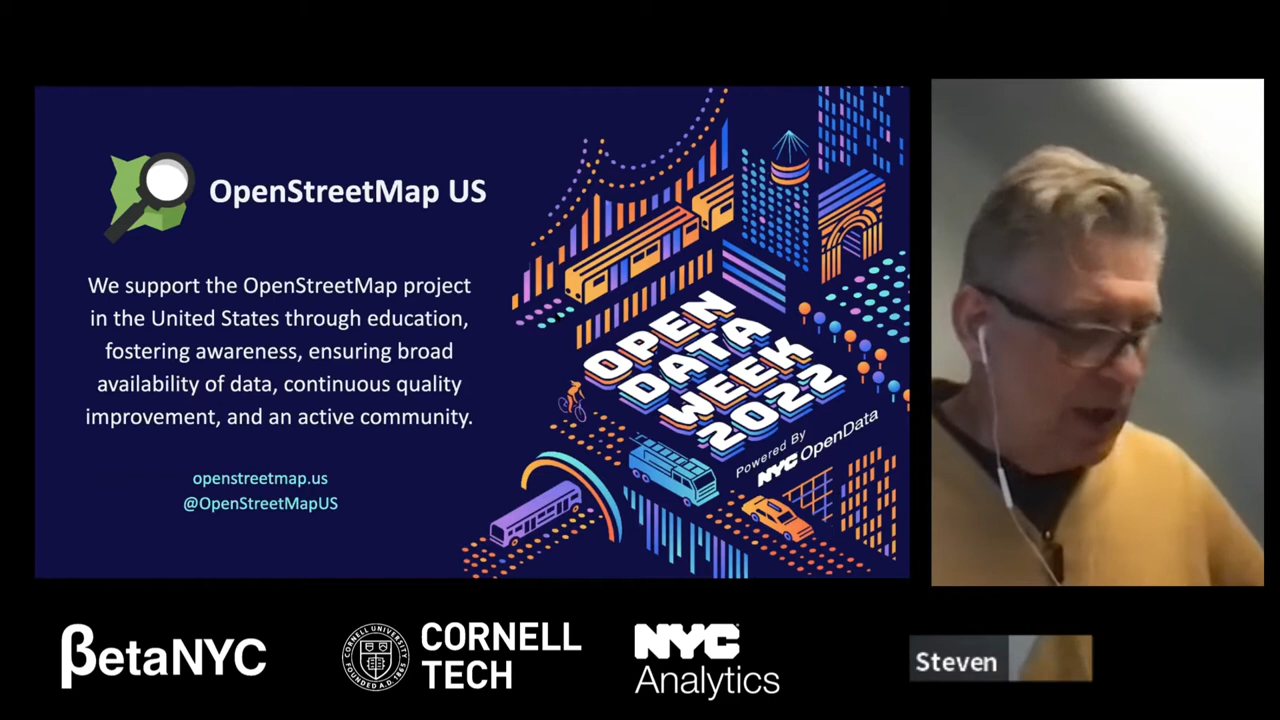 OpenStreetMap US
We support the OpenStreetMap project
in the United States through education,
fostering awareness, ensuring broad
availability of data, continuous quality
improvement, and an active community.
openstreetmap.us
@OpenStreetMapUS
OPEN
DATA
WEEK
2022
Powered By
NYC OpenData
βetaNYC
CORNELL
TECH
NYC
Analytics
Steven